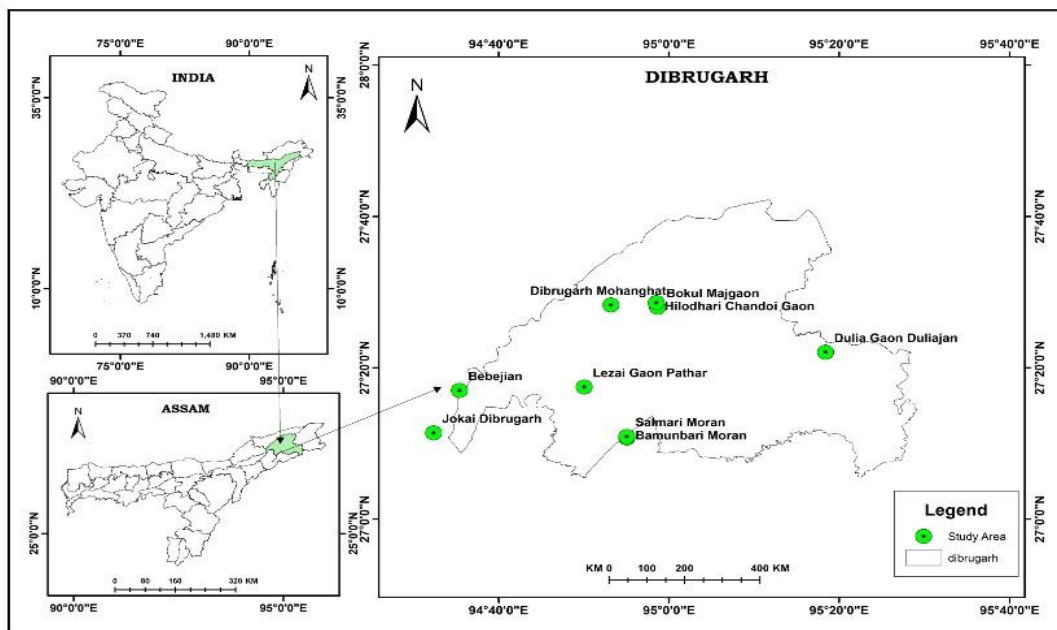 75°0'0"E 90°0'0"E
INDIA
N
35°0'0"N
35°0'0"N
10°0'0"N
10°0'0"N
0 370 740 1,480 KM
75°0'0"E 90°0'0"E
90°0'0"E 95°0'0"E
ASSAM
N
25°0'0"N
25°0'0"N
0 80 160 320 KM
90°0'0"E 95°0'0"E
94°40'0"E 95°0'0"E 95°20'0"E 95°40'0"E
DIBRUGARH
N
28°0'0"N
28°0'0"N
27°40'0"N
27°40'0"N
Dibrugarh Mohanghat
Bokul Majgaon
Hilodhari Chandoi Gaon
Dulia Gaon Duliajan
27°20'0"N
27°20'0"N
Bebejian
Lezai Gaon Pathar
Jokai Dibrugarh
Salmari Moran
Bamunbari Moran
27°0'0"N
27°0'0"N
Legend
Study Area
dibrugarh
KM 0 100 200 400 KM
94°40'0"E 95°0'0"E 95°20'0"E 95°40'0"E